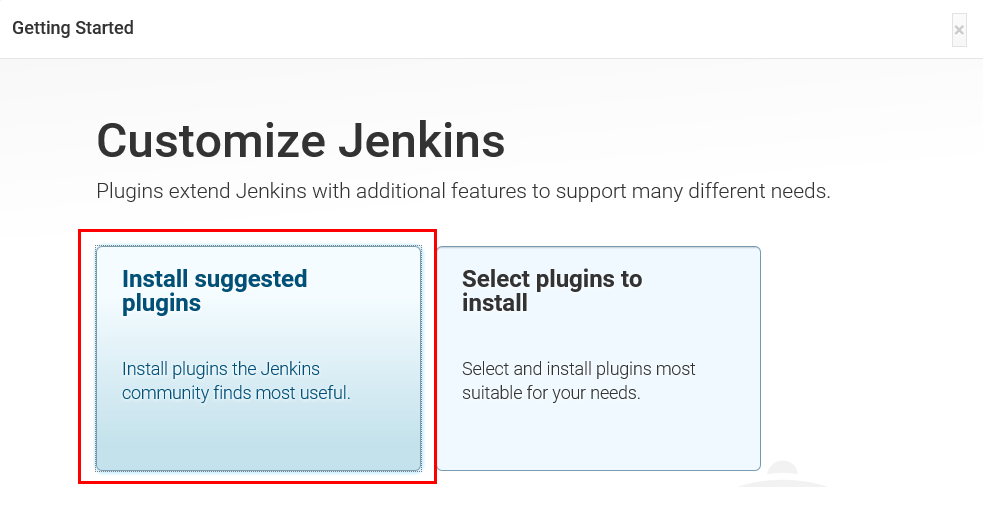 Getting Started
×
Customize Jenkins
Plugins extend Jenkins with additional features to support many different needs.
Install suggested
plugins
Install plugins the Jenkins
community finds most useful.
Select plugins to
install
Select and install plugins most
suitable for your needs.